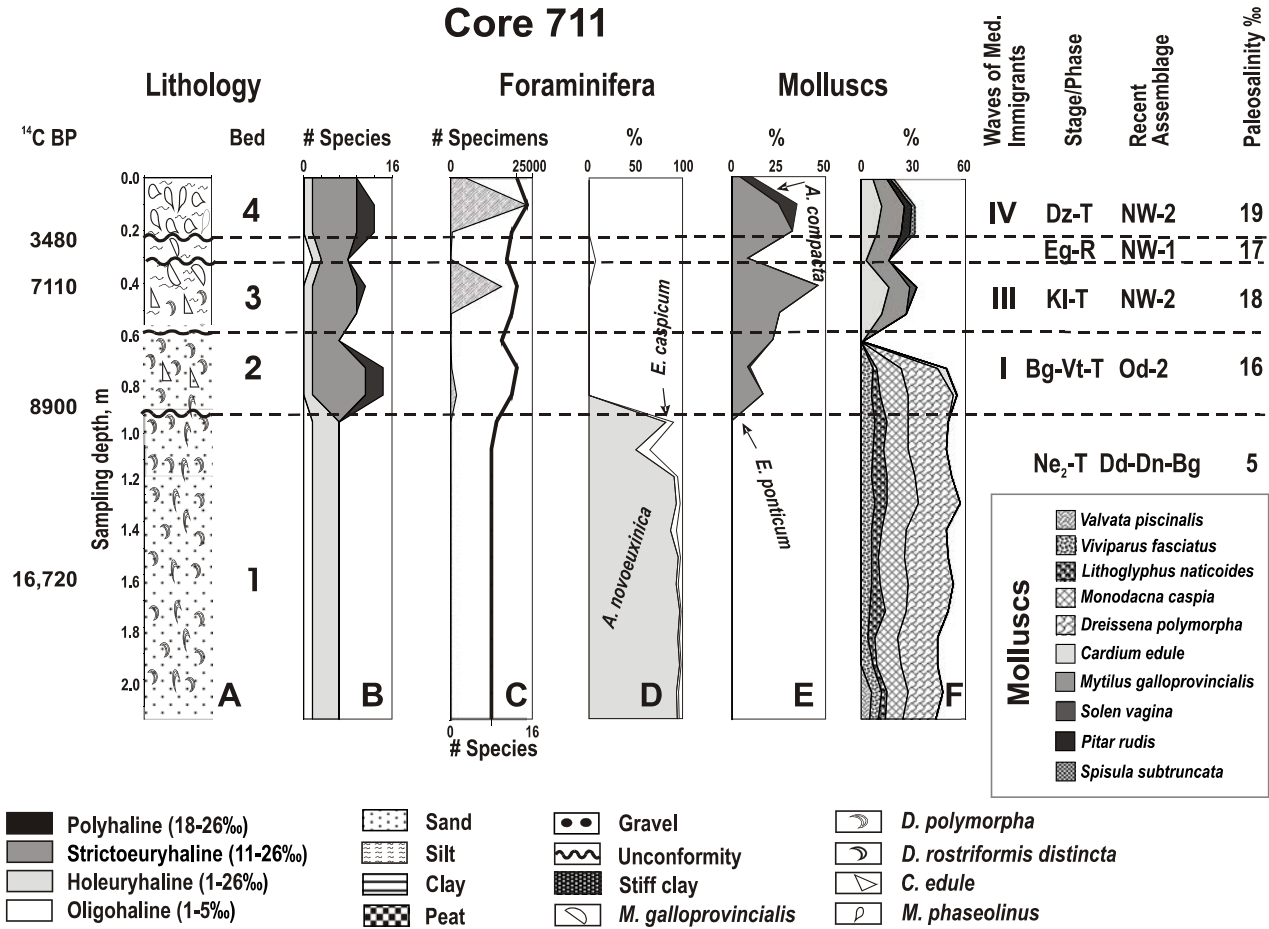 Core 711
Lithology
Foraminifera
Molluscs
Waves of Med.
Immigrants
Stage/Phase
Recent
Assemblage
Paleosalinity ‰
¹⁴C BP
Bed
# Species
# Specimens
%
%
%
0 16
0 25000
0 100
0 25 50
0 30 60
Sampling depth, m
0.0
0.2
0.4
0.6
0.8
1.0
1.2
1.4
1.6
1.8
2.0
3480
7110
8900
16,720
4
3
2
1
A. novoeuxinica
E. caspicum
A. compacta
E. ponticum
IV Dz-T NW-2 19
Eg-R NW-1 17
III Kl-T NW-2 18
I Bg-Vt-T Od-2 16
Ne₂-T Dd-Dn-Bg 5
A B C D E F
0 16
# Species
Molluscs
Valvata piscinalis
Viviparus fasciatus
Lithoglyphus naticoides
Monodacna caspia
Dreissena polymorpha
Cardium edule
Mytilus galloprovincialis
Solen vagina
Pitar rudis
Spisula subtruncata
Polyhaline (18-26‰)
Strictoeuryhaline (11-26‰)
Holeuryhaline (1-26‰)
Oligohaline (1-5‰)
Sand
Silt
Clay
Peat
Gravel
Unconformity
Stiff clay
M. galloprovincialis
D. polymorpha
D. rostriformis distincta
C. edule
M. phaseolinus